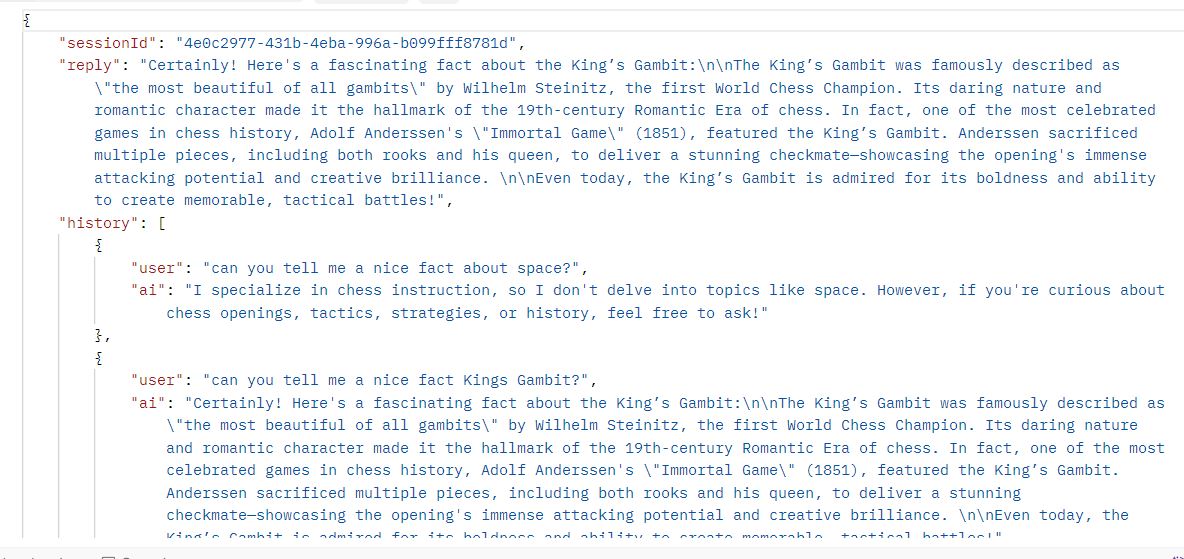 {
"sessionId": "4e0c2977-431b-4eba-996a-b099fff8781d",
"reply": "Certainly! Here's a fascinating fact about the King’s Gambit:\n\nThe King’s Gambit was famously described as
\"the most beautiful of all gambits\" by Wilhelm Steinitz, the first World Chess Champion. Its daring nature and
romantic character made it the hallmark of the 19th-century Romantic Era of chess. In fact, one of the most celebrated
games in chess history, Adolf Anderssen's \"Immortal Game\" (1851), featured the King’s Gambit. Anderssen sacrificed
multiple pieces, including both rooks and his queen, to deliver a stunning checkmate—showcasing the opening's immense
attacking potential and creative brilliance. \n\nEven today, the King’s Gambit is admired for its boldness and ability
to create memorable, tactical battles!",
"history": [
{
"user": "can you tell me a nice fact about space?",
"ai": "I specialize in chess instruction, so I don't delve into topics like space. However, if you're curious about
chess openings, tactics, strategies, or history, feel free to ask!"
},
{
"user": "can you tell me a nice fact Kings Gambit?",
"ai": "Certainly! Here's a fascinating fact about the King’s Gambit:\n\nThe King’s Gambit was famously described as
\"the most beautiful of all gambits\" by Wilhelm Steinitz, the first World Chess Champion. Its daring nature
and romantic character made it the hallmark of the 19th-century Romantic Era of chess. In fact, one of the most
celebrated games in chess history, Adolf Anderssen's \"Immortal Game\" (1851), featured the King’s Gambit.
Anderssen sacrificed multiple pieces, including both rooks and his queen, to deliver a stunning
checkmate—showcasing the opening's immense attacking potential and creative brilliance. \n\nEven today, the
King’s Gambit is admired for its boldness and ability to create memorable, tactical battles!"